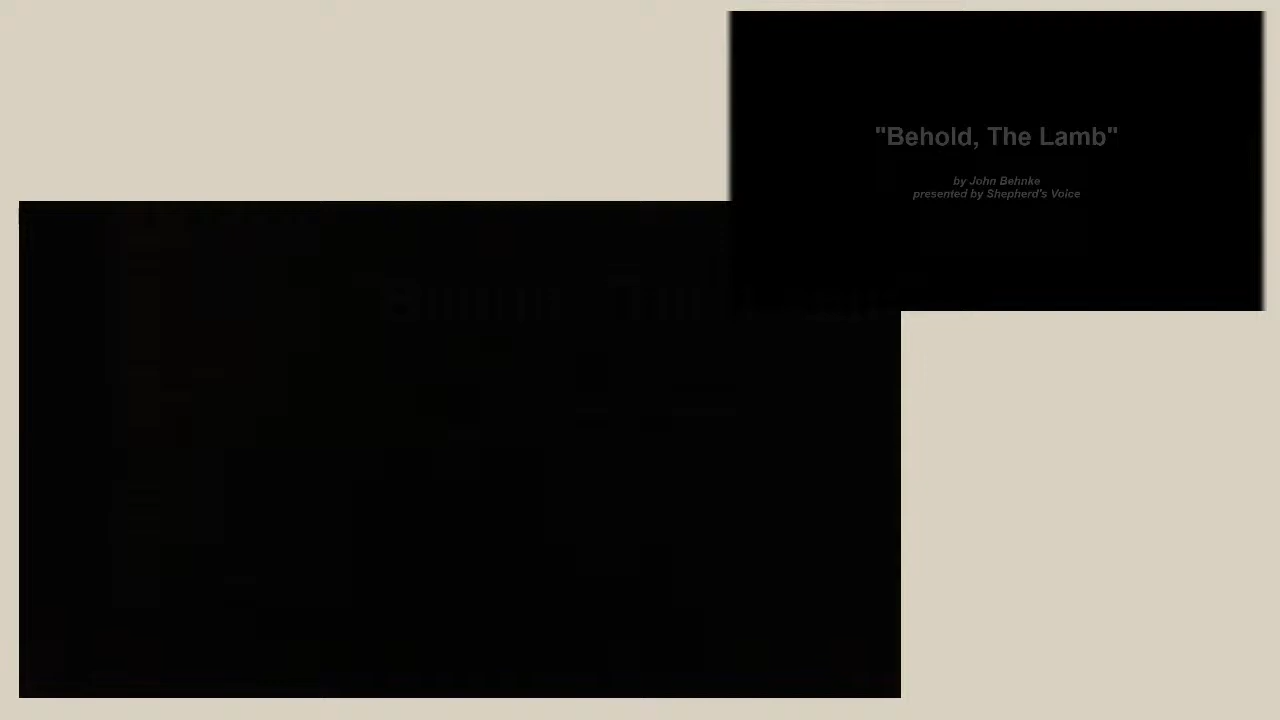 "Behold, The Lamb"
by John Behnke
presented by Shepherd's Voice